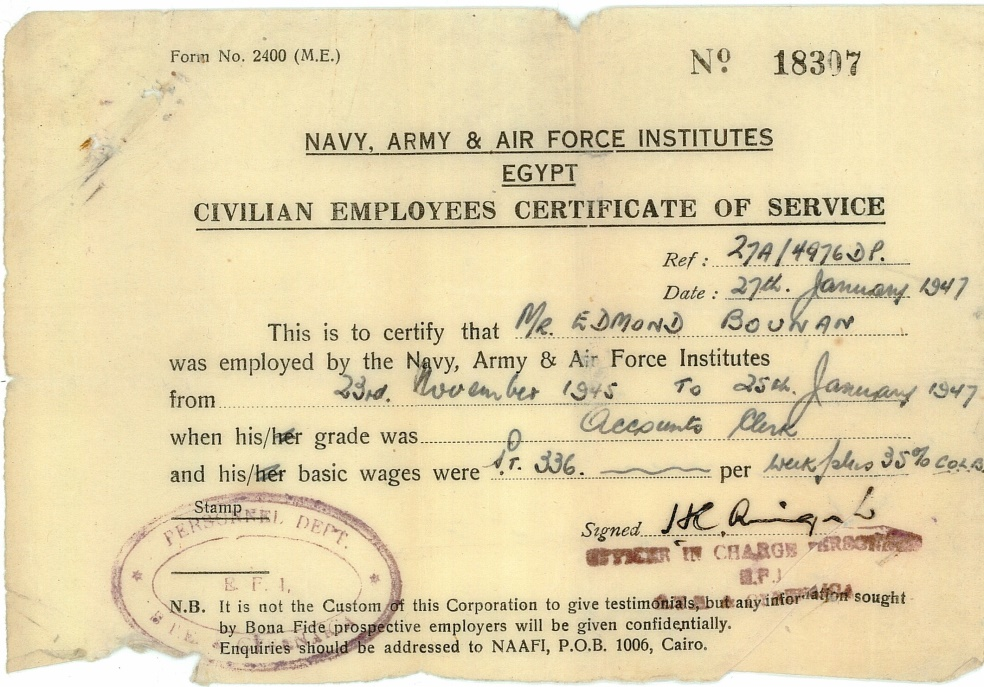 Form No. 2400 (M.E.)
Nº 18307
NAVY, ARMY & AIR FORCE INSTITUTES
EGYPT
CIVILIAN EMPLOYEES CERTIFICATE OF SERVICE
Ref : 27A/4976DP.
Date : 27th. January 1947
This is to certify that Mr. EDMOND BOUNAN
was employed by the Navy, Army & Air Force Institutes
from 23rd. November 1945 To 25th. January 1947
when his/her grade was Accounts Clerk
and his/her basic wages were P.T. 336. per week plus 35% COLB
Stamp
Signed
PERSONNEL DEPT.
OFFICER IN CHARGE
E. F. I.
E.F.I
N.B. It is not the Custom of this Corporation to give testimonials, but any information sought
by Bona Fide prospective employers will be given confidentially.
Enquiries should be addressed to NAAFI, P.O.B. 1006, Cairo.